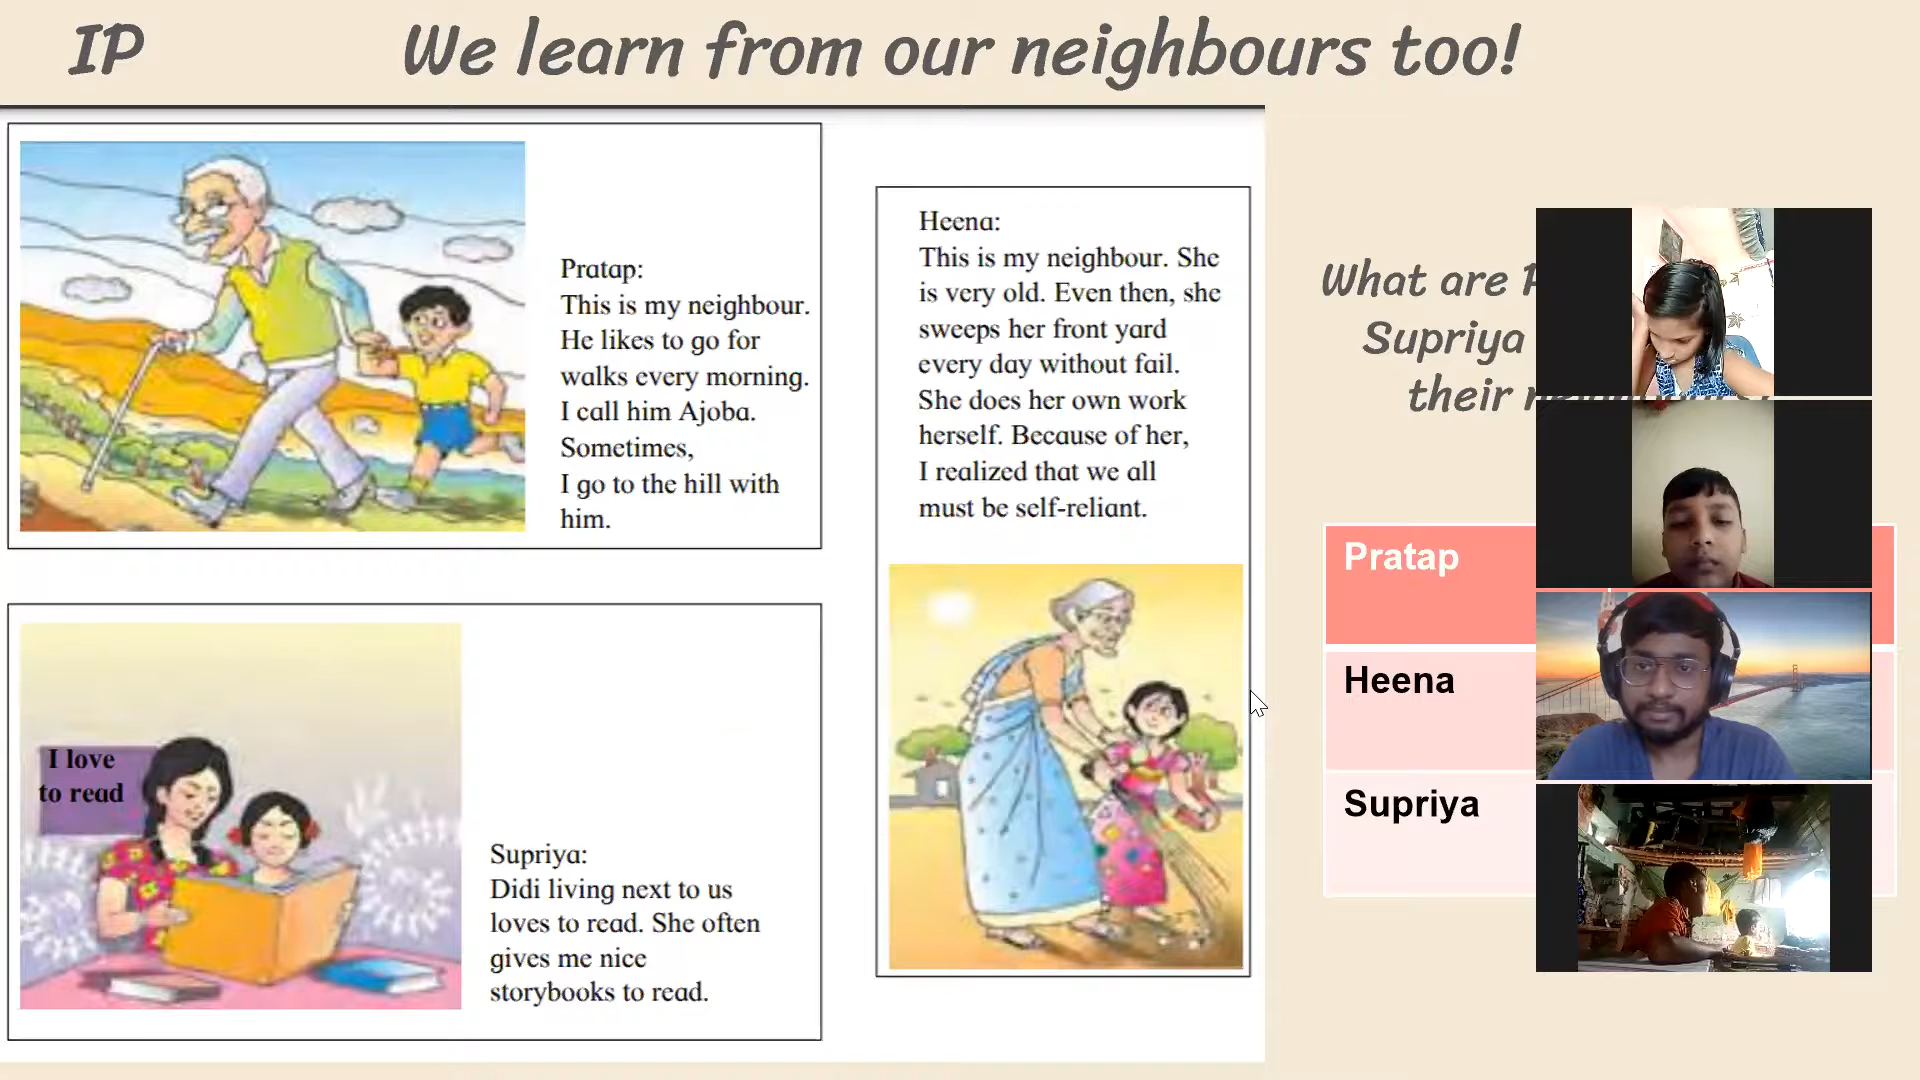 IP
We learn from our neighbours too!
Pratap:
This is my neighbour.
He likes to go for
walks every morning.
I call him Ajoba.
Sometimes,
I go to the hill with
him.
Heena:
This is my neighbour. She
is very old. Even then, she
sweeps her front yard
every day without fail.
She does her own work
herself. Because of her,
I realized that we all
must be self-reliant.
I love
to read
Supriya:
Didi living next to us
loves to read. She often
gives me nice
storybooks to read.
What are
Supriya
their
Pratap
Heena
Supriya